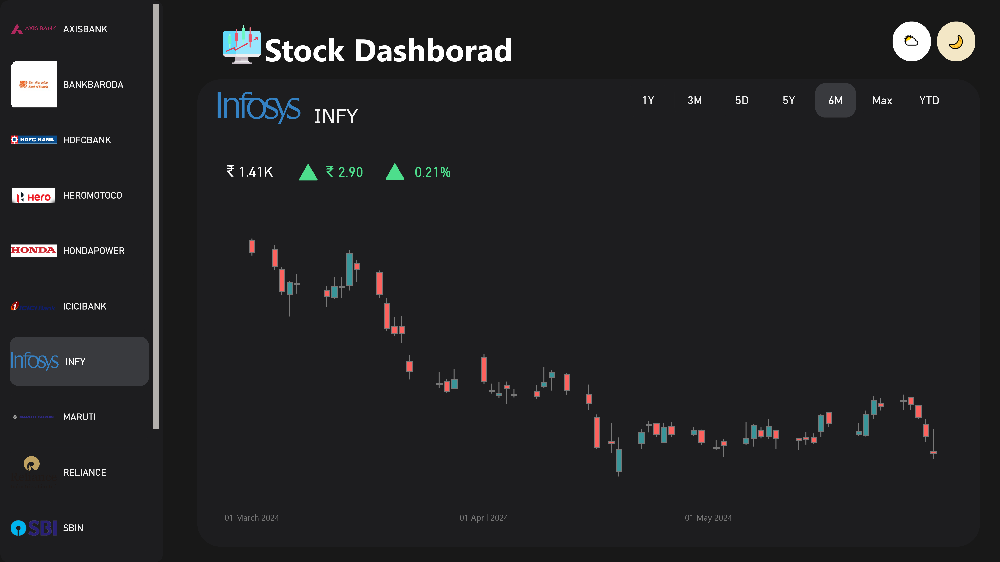 AXIS BANK AXISBANK
बैंक ऑफ़ बड़ौदा
Bank of Baroda
BANKBARODA
HDFC BANK HDFCBANK
Hero HEROMOTOCO
HONDA HONDAPOWER
ICICI Bank ICICIBANK
Infosys INFY
MARUTI SUZUKI MARUTI
Reliance
RELIANCE
SBI SBIN
Stock Dashborad
Infosys INFY
1Y 3M 5D 5Y 6M Max YTD
₹ 1.41K ₹ 2.90 0.21%
01 March 2024 01 April 2024 01 May 2024